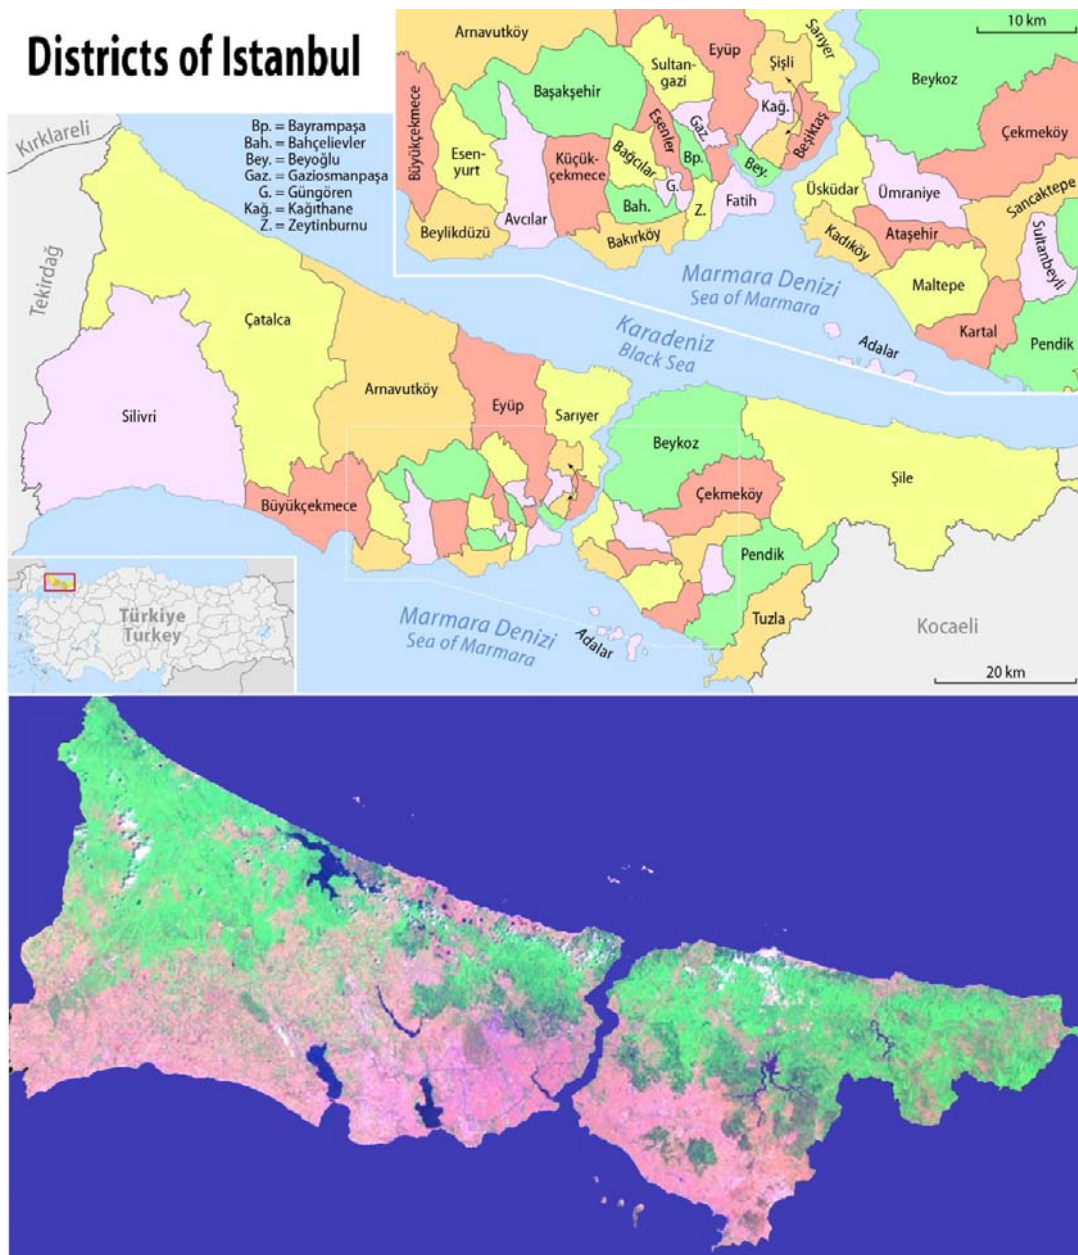 Districts of Istanbul
Bp. = Bayrampaşa
Bah. = Bahçelievler
Bey. = Beyoğlu
Gaz. = Gaziosmanpaşa
G. = Güngören
Kağ. = Kağıthane
Z. = Zeytinburnu
10 km
Arnavutköy
Eyüp
Sarıyer
Şişli
Sultan-
gazi
Beykoz
Başakşehir
Büyükçekmece
Kağ.
Gaz.
Beşiktaş
Çekmeköy
Esenler
Esen-
yurt
Küçük-
çekmece
Bağcılar
Bp.
Bey.
G.
Üsküdar
Ümraniye
Sancaktepe
Avcılar
Bah.
Z.
Fatih
Beylikdüzü
Bakırköy
Kadıköy
Ataşehir
Sultanbeyli
Maltepe
Marmara Denizi
Sea of Marmara
Kartal
Pendik
Adalar
Kırklareli
Tekirdağ
Karadeniz
Black Sea
Çatalca
Silivri
Arnavutköy
Eyüp
Sarıyer
Beykoz
Büyükçekmece
Çekmeköy
Şile
Pendik
Tuzla
Kocaeli
Marmara Denizi
Sea of Marmara
Adalar
Türkiye
Turkey
20 km